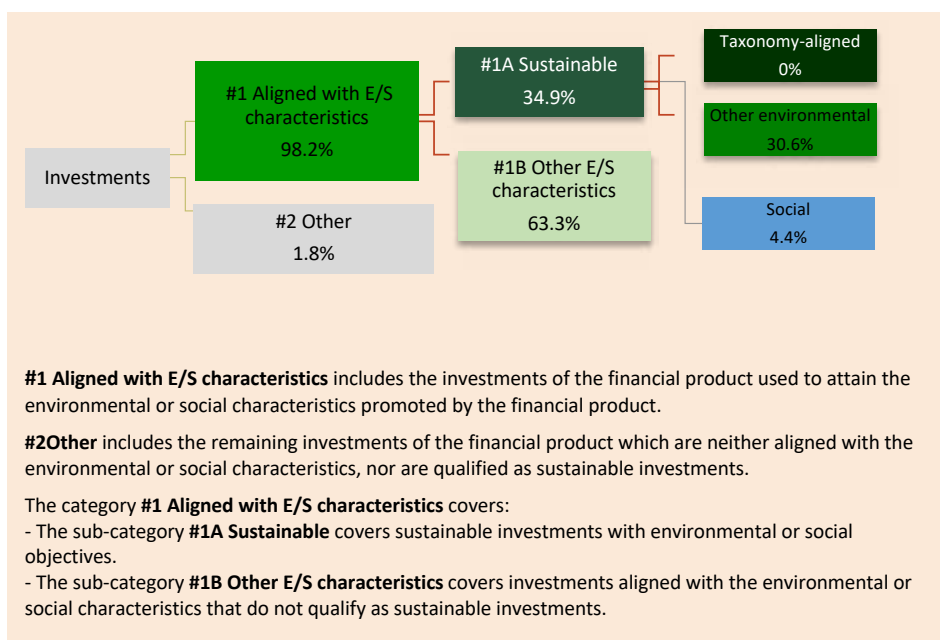 Investments
#1 Aligned with E/S
characteristics
98.2%
#2 Other
1.8%
#1A Sustainable
34.9%
#1B Other E/S
characteristics
63.3%
Taxonomy-aligned
0%
Other environmental
30.6%
Social
4.4%
#1 Aligned with E/S characteristics includes the investments of the financial product used to attain the
environmental or social characteristics promoted by the financial product.
#2Other includes the remaining investments of the financial product which are neither aligned with the
environmental or social characteristics, nor are qualified as sustainable investments.
The category #1 Aligned with E/S characteristics covers:
- The sub-category #1A Sustainable covers sustainable investments with environmental or social
objectives.
- The sub-category #1B Other E/S characteristics covers investments aligned with the environmental or
social characteristics that do not qualify as sustainable investments.